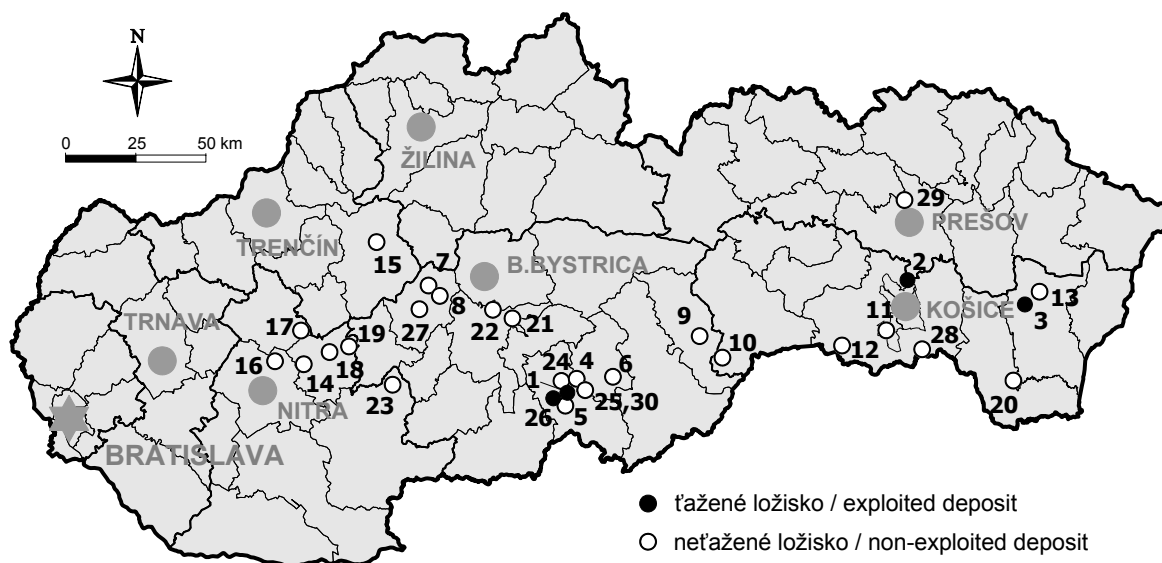 N
0 25 50 km
ŽILINA
TRENČÍN
PREŠOV
B.BYSTRICA
KOŠICE
TRNAVA
NITRA
BRATISLAVA
29
15
7
8
2
13
3
11
27
22
21
9
10
12
28
17
19
16
14
18
23
24
4
6
1
25,30
26
5
20
ťažené ložisko / exploited deposit
neťažené ložisko / non-exploited deposit